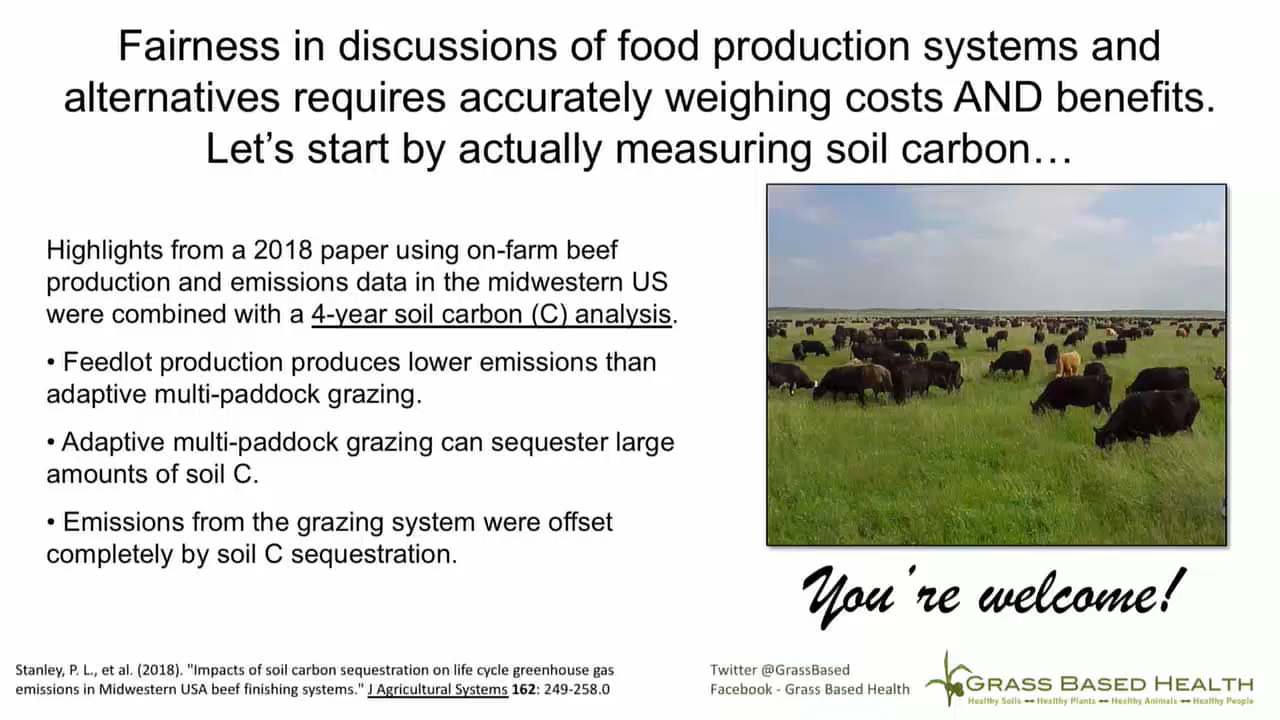 Fairness in discussions of food production systems and
alternatives requires accurately weighing costs AND benefits.
Let's start by actually measuring soil carbon…
Highlights from a 2018 paper using on-farm beef
production and emissions data in the midwestern US
were combined with a 4-year soil carbon (C) analysis.
• Feedlot production produces lower emissions than
adaptive multi-paddock grazing.
• Adaptive multi-paddock grazing can sequester large
amounts of soil C.
• Emissions from the grazing system were offset
completely by soil C sequestration.
You're welcome!
Stanley, P. L., et al. (2018). "Impacts of soil carbon sequestration on life cycle greenhouse gas
emissions in Midwestern USA beef finishing systems." J Agricultural Systems 162: 249-258.0
Twitter @GrassBased
Facebook - Grass Based Health
GRASS BASED HEALTH
Healthy Soils ↔ Healthy Plants ↔ Healthy Animals ↔ Healthy People